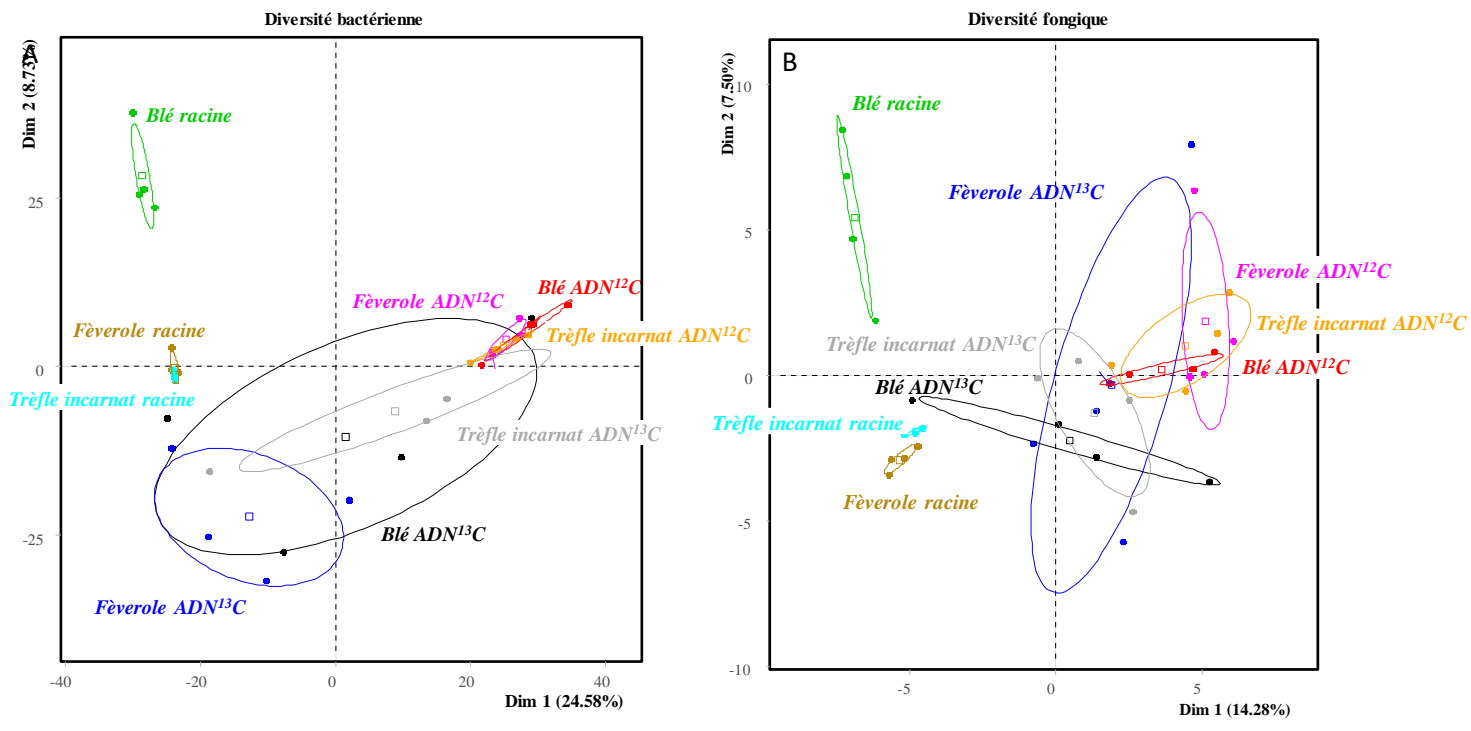 Diversité bactérienne
A
Dim 2 (8.73%)
25
0
-25
-40
-20
0
20
40
Dim 1 (24.58%)
Blé racine
Blé ADN¹²C
Fèverole ADN¹²C
Fèverole racine
Trèfle incarnat ADN¹²C
Trèfle incarnat racine
Trèfle incarnat ADN¹³C
Blé ADN¹³C
Fèverole ADN¹³C
Diversité fongique
B
Dim 2 (7.50%)
10
5
0
-5
-10
-5
0
5
Dim 1 (14.28%)
Blé racine
Fèverole ADN¹³C
Fèverole ADN¹²C
Trèfle incarnat ADN¹²C
Trèfle incarnat ADN¹³C
Blé ADN¹²C
Blé ADN¹³C
Trèfle incarnat racine
Fèverole racine